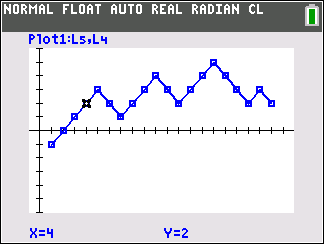 NORMAL FLOAT AUTO REAL RADIAN CL
Plot1:L5,L4
X=4 Y=2